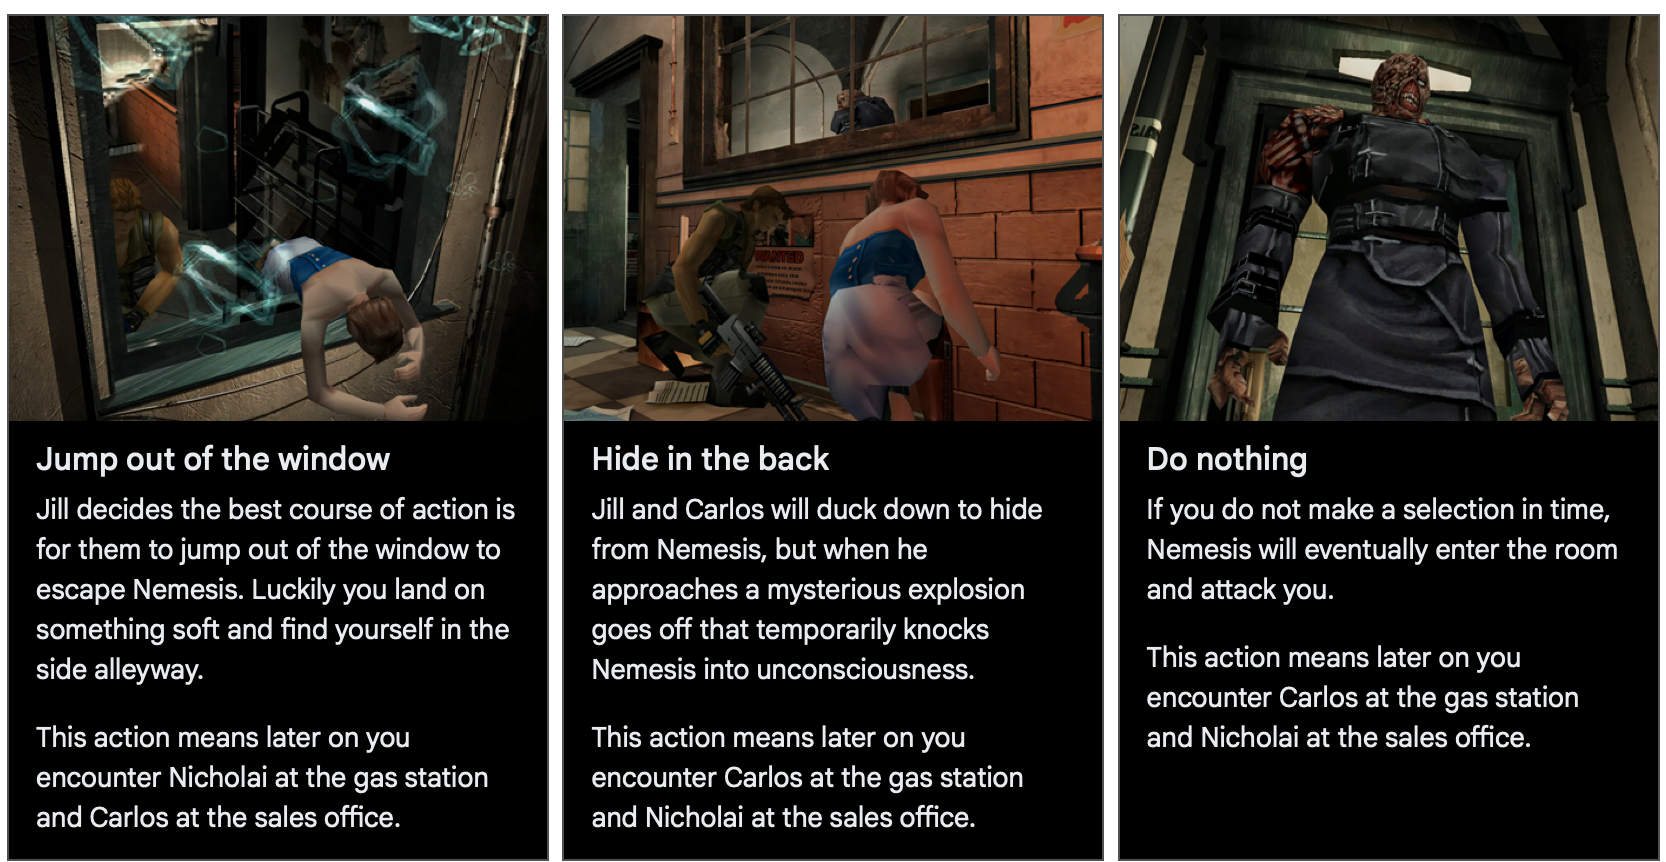 WANTED
Jump out of the window
Jill decides the best course of action is
for them to jump out of the window to
escape Nemesis. Luckily you land on
something soft and find yourself in the
side alleyway.
This action means later on you
encounter Nicholai at the gas station
and Carlos at the sales office.
Hide in the back
Jill and Carlos will duck down to hide
from Nemesis, but when he
approaches a mysterious explosion
goes off that temporarily knocks
Nemesis into unconsciousness.
This action means later on you
encounter Carlos at the gas station
and Nicholai at the sales office.
Do nothing
If you do not make a selection in time,
Nemesis will eventually enter the room
and attack you.
This action means later on you
encounter Carlos at the gas station
and Nicholai at the sales office.